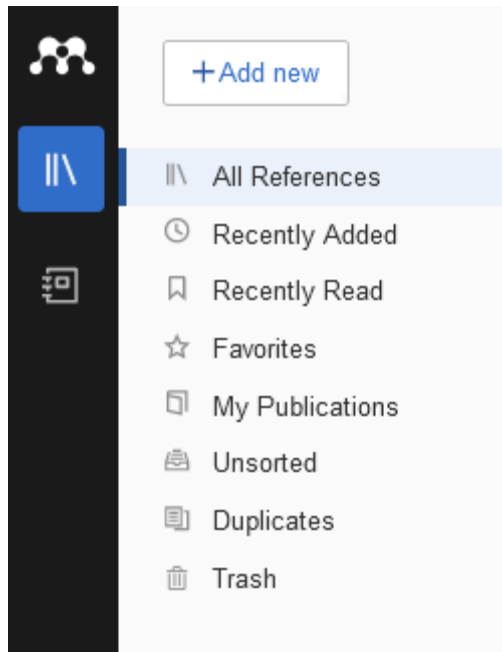 +Add new
All References
Recently Added
Recently Read
Favorites
My Publications
Unsorted
Duplicates
Trash